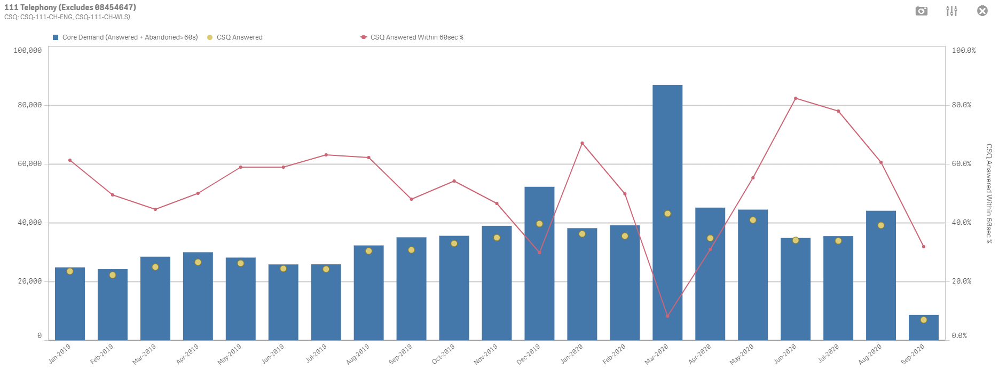 111 Telephony (Excludes 08454647)
CSQ: CSQ-111-CH-ENG, CSQ-111-CH-WLS)
Core Demand (Answered + Abandoned>60s) CSQ Answered CSQ Answered Within 60sec %
100,000 100.0%
80,000 80.0%
60,000 60.0%
40,000 40.0%
20,000 20.0%
0 0.0%
CSQ Answered Within 60sec %
Jan-2019 Feb-2019 Mar-2019 Apr-2019 May-2019 Jun-2019 Jul-2019 Aug-2019 Sep-2019 Oct-2019 Nov-2019 Dec-2019 Jan-2020 Feb-2020 Mar-2020 Apr-2020 May-2020 Jun-2020 Jul-2020 Aug-2020 Sep-2020